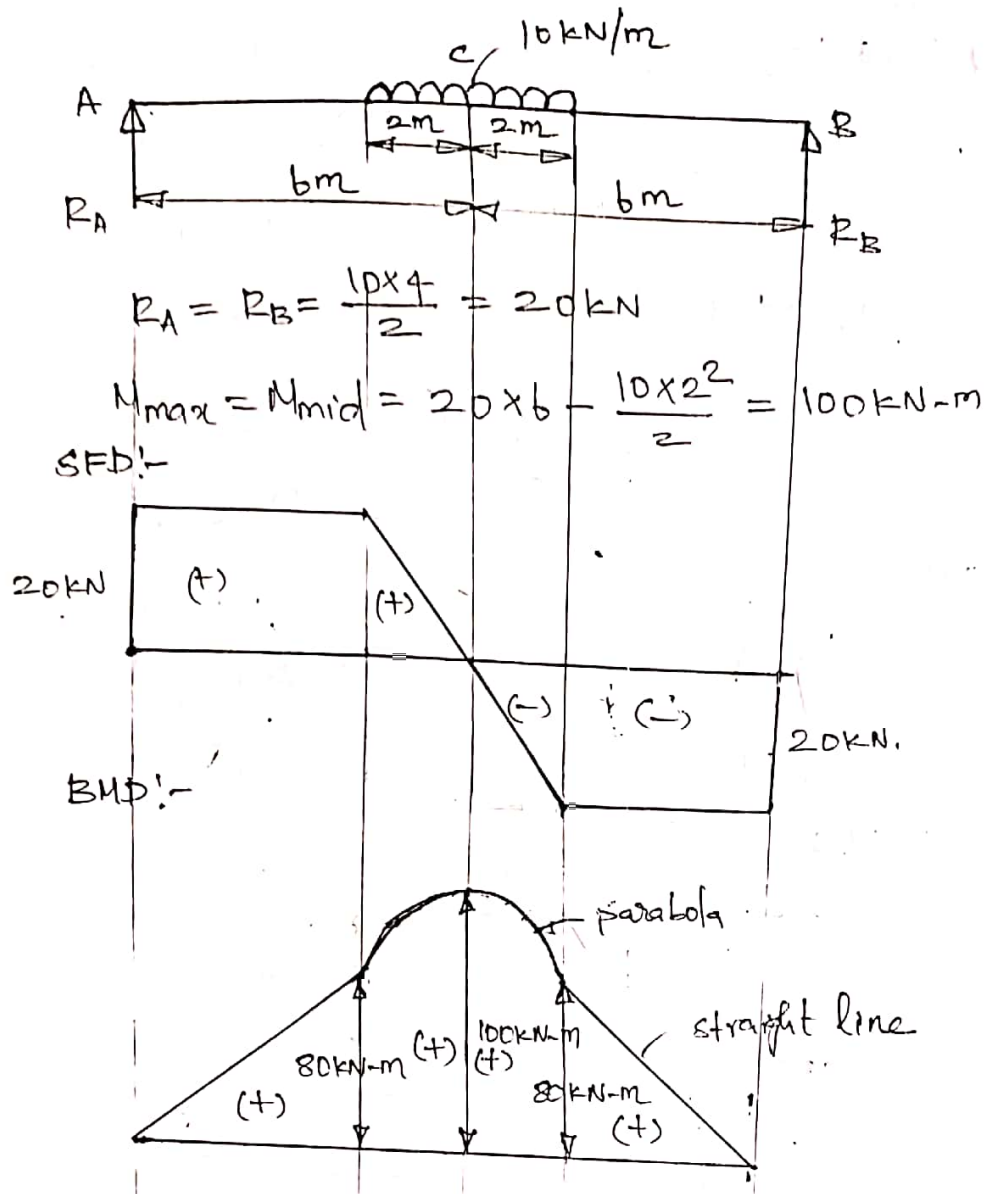 10kN/m
C
A
2m 2m
B
6m 6m
RA
RB
RA = RB = 10×4/2 = 20kN
Mmax = Mmid = 20×6 - 10×2²/2 = 100kN-m
SFD:-
20kN (+) (+)
(-) (-)
20kN.
BMD:-
parabola
straight line
80kN-m (+) 100kN-m (+)
(+) 80kN-m (+)